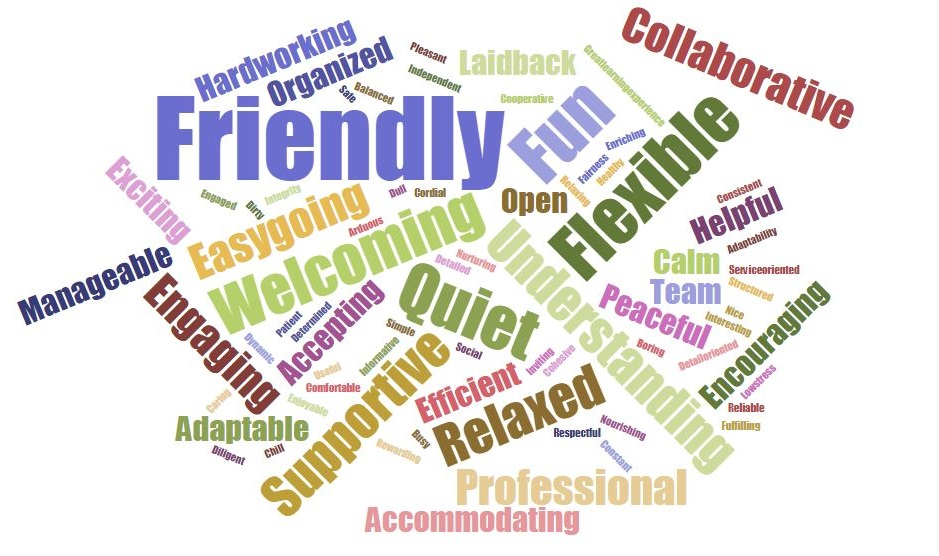 Hardworking
Organized
Pleasant
Independent
Laidback
Greatlearningexperience
Collaborative
Safe
Balanced
Cooperative
Friendly
Fun
Flexible
Enriching
Fairness
Healthy
Relaxing
Exciting
Engaged
Dirty
Integrity
Dull
Cordial
Open
Consistent
Helpful
Adaptability
Easygoing
Arduous
Welcoming
Understanding
Manageable
Nurturing
Detailed
Calm
Serviceoriented
Team
Structured
Engaging
Patient
Determined
Accepting
Quiet
Peaceful
Nice
Interesting
Encouraging
Dynamic
Simple
Informative
Social
Inviting
Cohesive
Boring
Detailoriented
Useful
Comfortable
Supportive
Efficient
Relaxed
Lowstress
Caring
Enjoyable
Reliable
Adaptable
Busy
Respectful
Nourishing
Fulfilling
Diligent
Chill
Rewarding
Constant
Professional
Accommodating